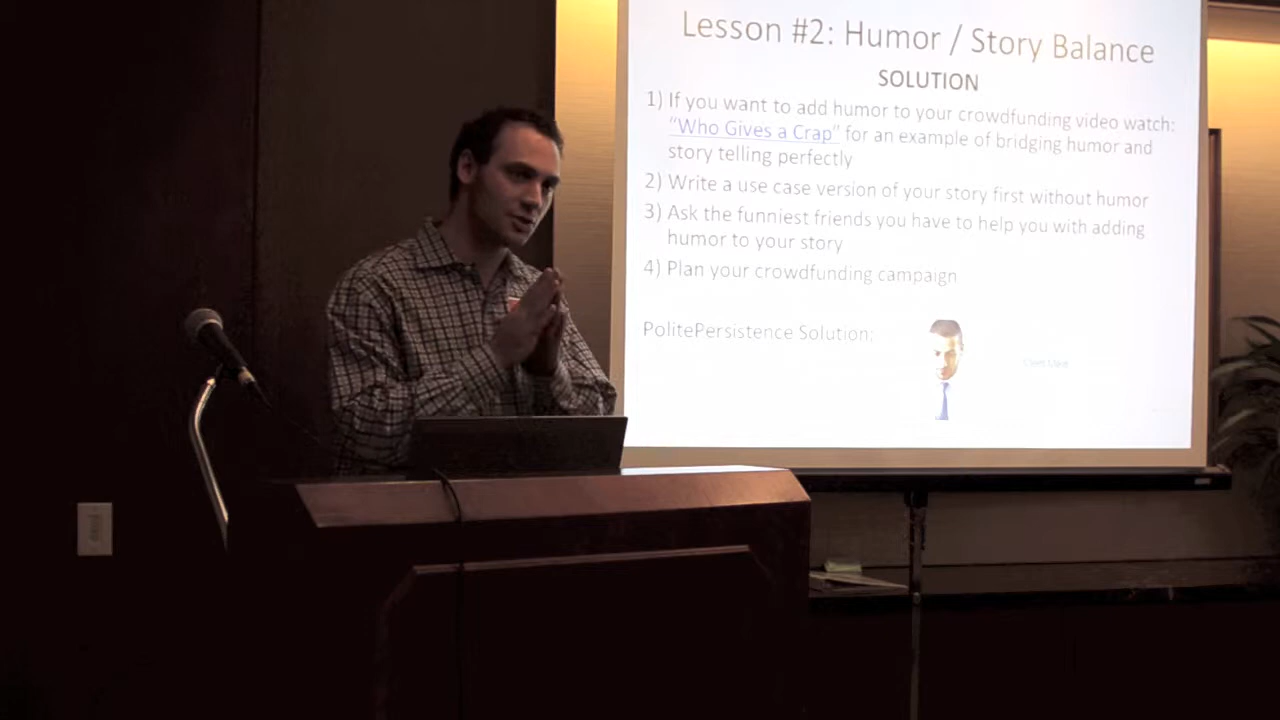 Lesson #2: Humor / Story Balance
SOLUTION
1) If you want to add humor to your crowdfunding video watch:
"Who Gives a Crap" for an example of bridging humor and
story telling perfectly
2) Write a use case version of your story first without humor
3) Ask the funniest friends you have to help you with adding
humor to your story
4) Plan your crowdfunding campaign
PolitePersistence Solution: